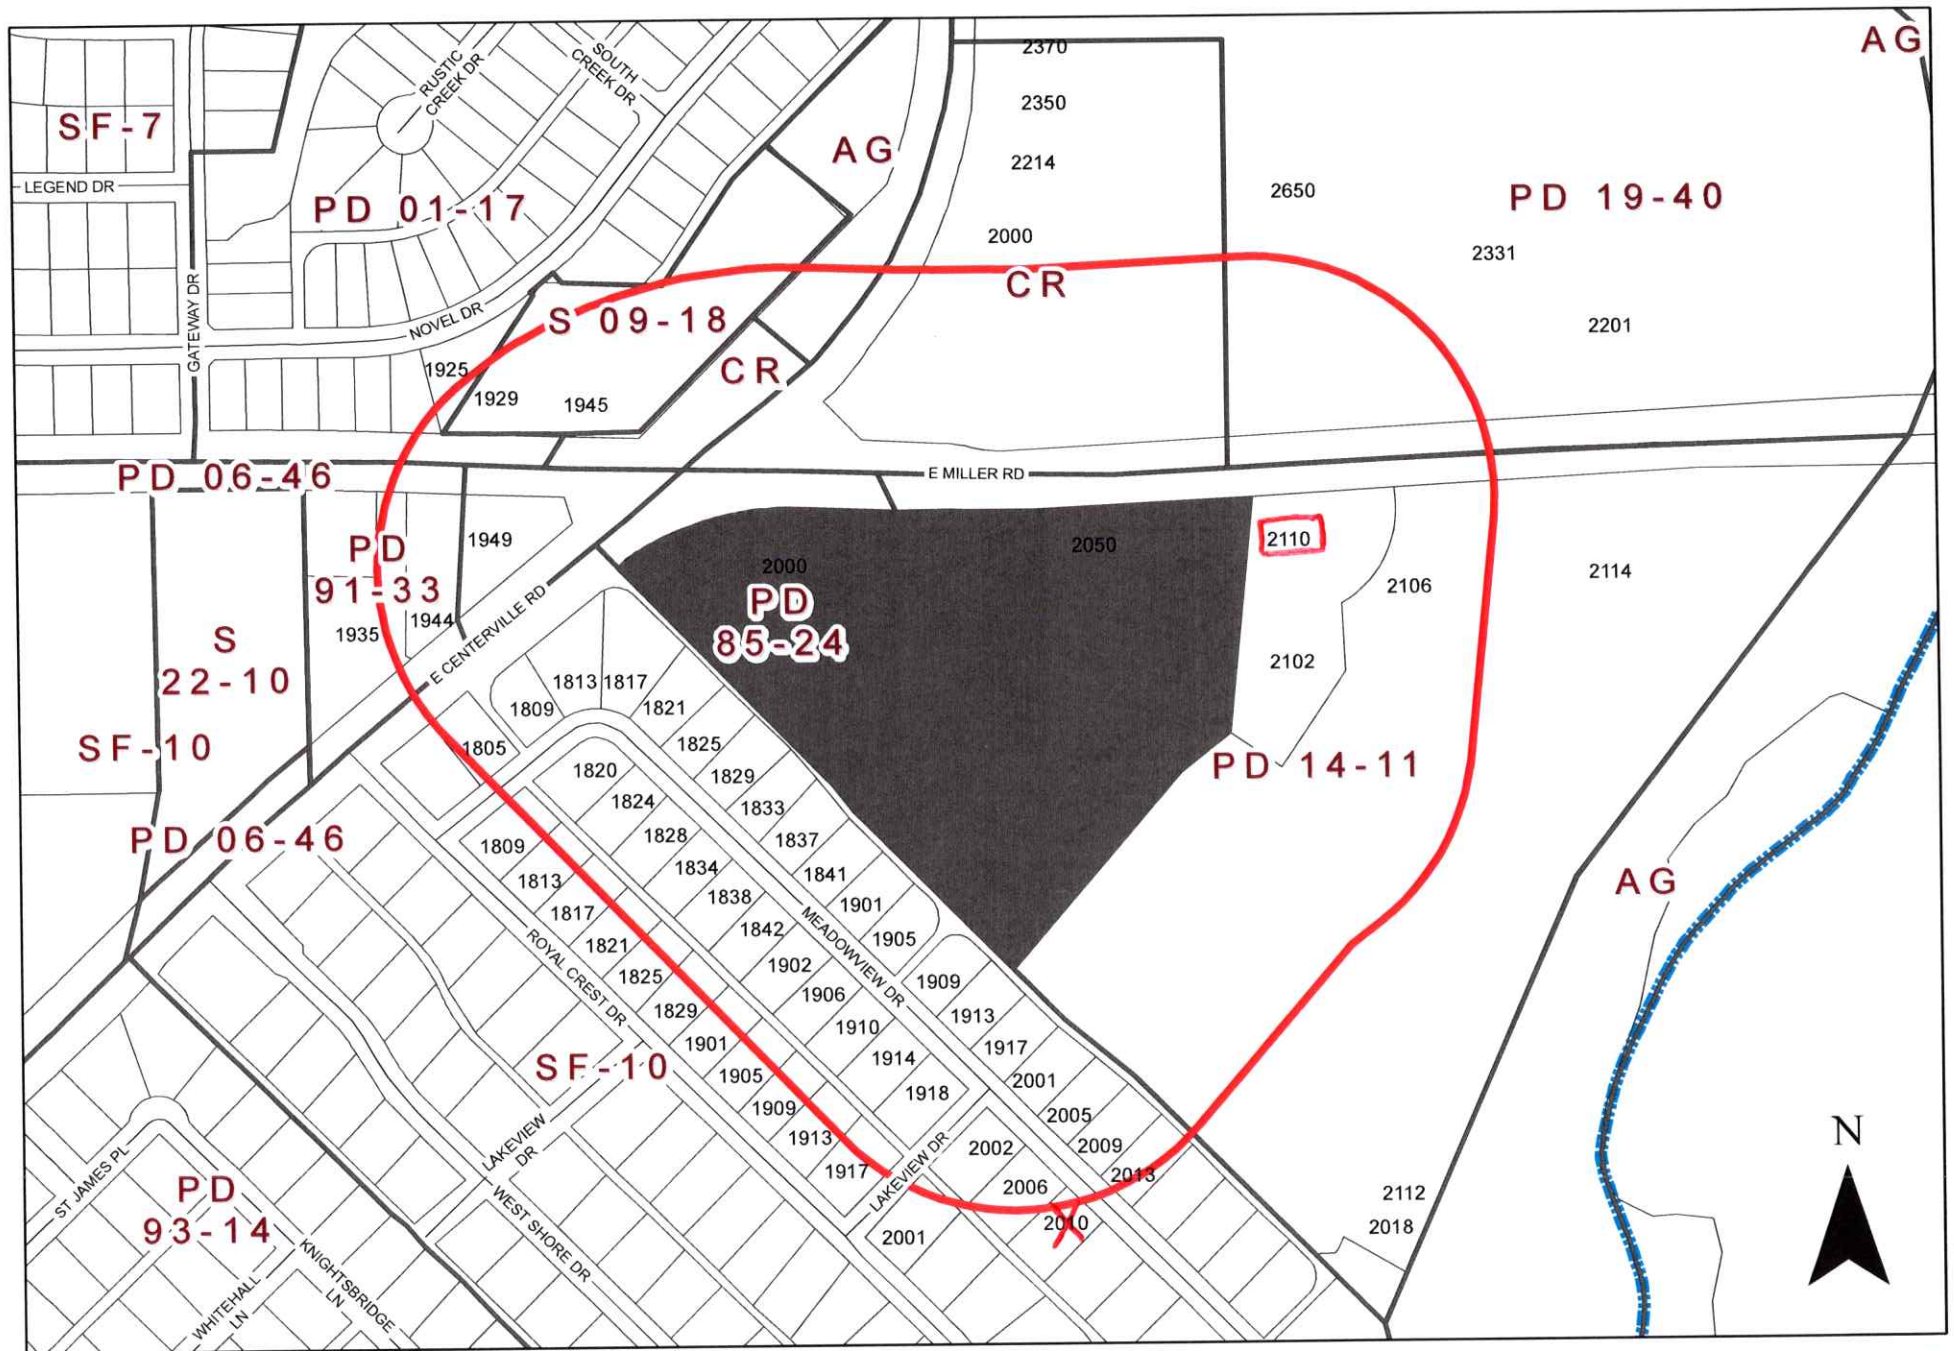 2370
AG
SOUTH
CREEK DR
RUSTIC
CREEK DR
2350
SF-7
AG
2214
LEGEND DR
2650
PD 01-17
PD 19-40
2000
2331
CR
GATEWAY DR
NOVEL DR
S 09-18
2201
1925
CR
1929
1945
PD 06-46
E MILLER RD
1949
2110
PD
91-33
2050
2000
PD
85-24
2106
2114
1935
1944
E CENTERVILLE RD
S
22-10
2102
1813
1817
1809
1821
SF-10
1805
1825
PD 14-11
1820
1829
1824
1833
PD 06-46
1809
1828
1837
1813
1834
1841
AG
1838
1901
1817
1842
1905
MEADOWVIEW DR
1821
ROYAL CREST DR
1825
1902
1909
1906
1829
1913
1910
1901
1917
SF-10
1914
1905
2001
1918
1909
2005
N
1913
LAKEVIEW
DR
2002
2009
1917
LAKEVIEW DR
2006
2013
ST JAMES PL
PD
93-14
WEST SHORE DR
2112
2010
2018
2001
KNIGHTSBRIDGE
LN
WHITEHALL
LN